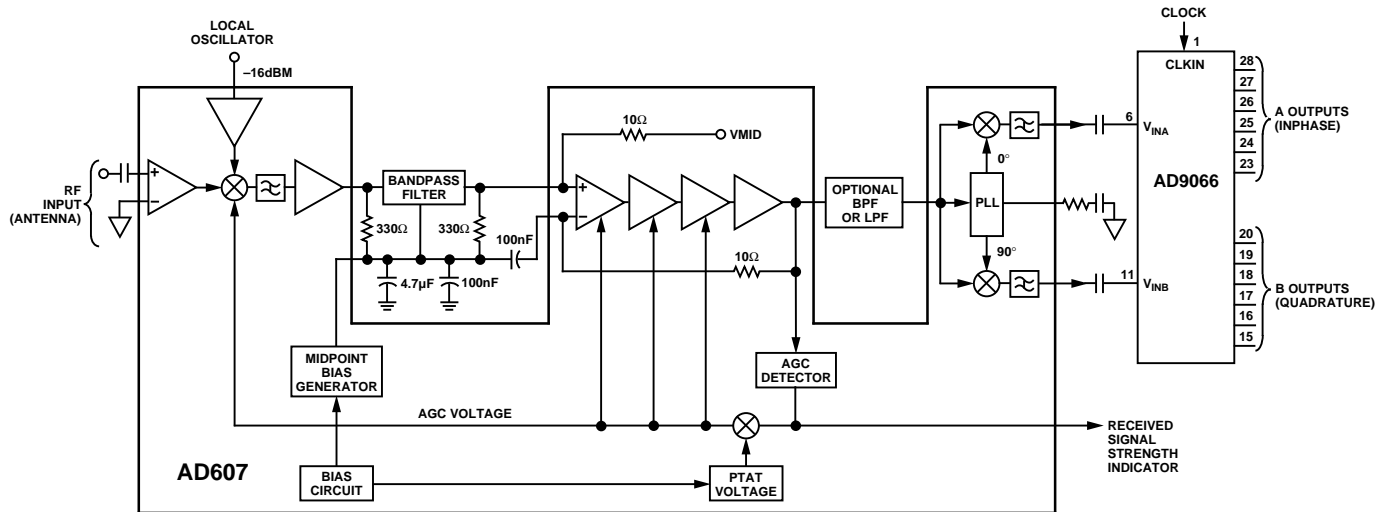 LOCAL
OSCILLATOR
–16dBM
RF
INPUT
(ANTENNA)
+
–
330Ω
BANDPASS
FILTER
330Ω
4.7µF
100nF
100nF
10Ω
VMID
+
–
10Ω
OPTIONAL
BPF
OR LPF
0°
PLL
90°
CLOCK
1
CLKIN
6
VINA
11
VINB
AD9066
28
27
26
25
24
23
A OUTPUTS
(INPHASE)
20
19
18
17
16
15
B OUTPUTS
(QUADRATURE)
MIDPOINT
BIAS
GENERATOR
AGC
DETECTOR
AGC VOLTAGE
RECEIVED
SIGNAL
STRENGTH
INDICATOR
AD607
BIAS
CIRCUIT
PTAT
VOLTAGE